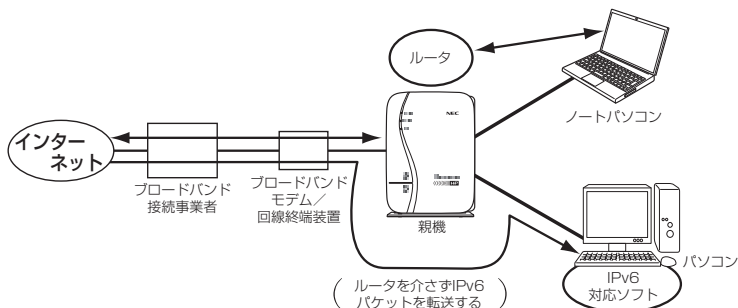 ルータ
ノートパソコン
NEC
インター
ネット
ブロードバンド
接続事業者
ブロードバンド
モデム／
回線終端装置
親機
パソコン
IPv6
対応ソフト
ルータを介さずIPv6
パケットを転送する